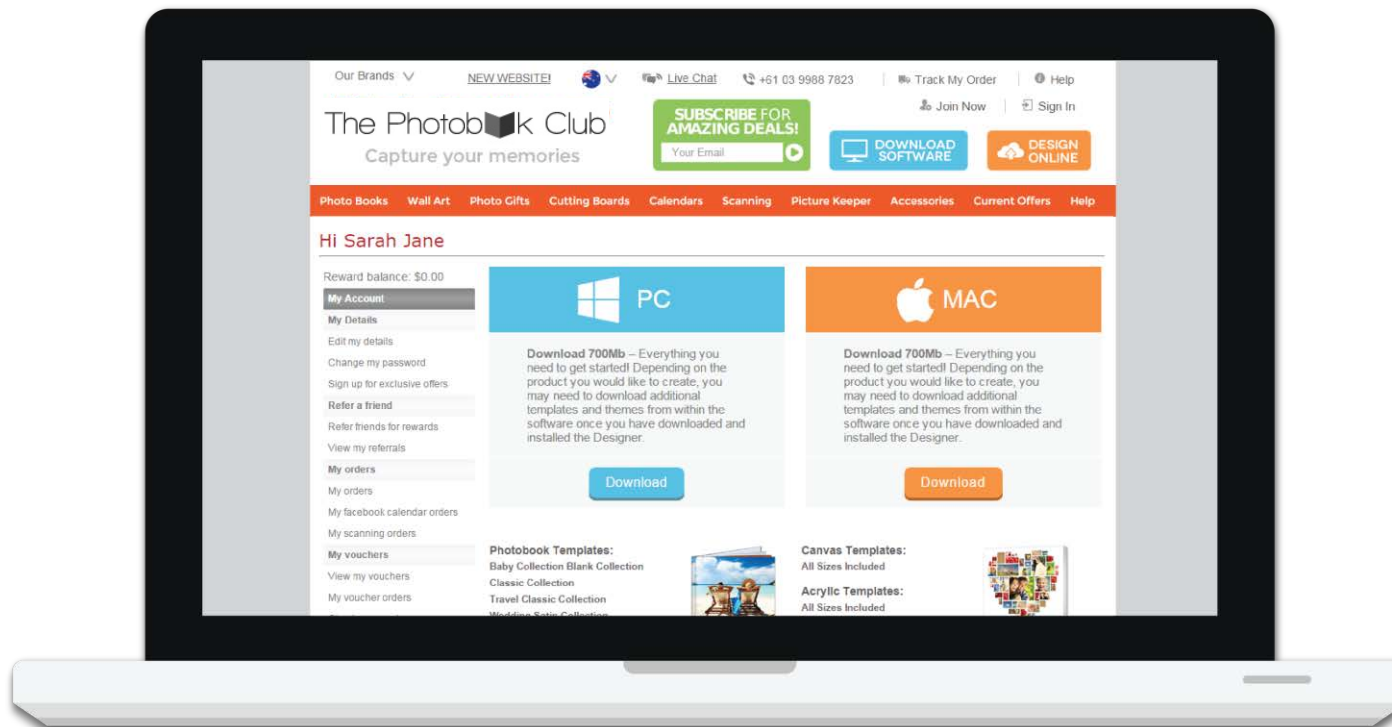 Our Brands
NEW WEBSITE!
Live Chat
+61 03 9988 7823
Track My Order
Help
Join Now
Sign In
The Photobook Club
Capture your memories
SUBSCRIBE FOR
AMAZING DEALS!
Your Email
DOWNLOAD
SOFTWARE
DESIGN
ONLINE
Photo Books Wall Art Photo Gifts Cutting Boards Calendars Scanning Picture Keeper Accessories Current Offers Help
Hi Sarah Jane
Reward balance: $0.00
My Account
My Details
Edit my details
Change my password
Sign up for exclusive offers
Refer a friend
Refer friends for rewards
View my referrals
My orders
My orders
My facebook calendar orders
My scanning orders
My vouchers
View my vouchers
My voucher orders
PC
Download 700Mb – Everything you
need to get started! Depending on the
product you would like to create, you
may need to download additional
templates and themes from within the
software once you have downloaded and
installed the Designer.
Download
MAC
Download 700Mb – Everything you
need to get started! Depending on the
product you would like to create, you
may need to download additional
templates and themes from within the
software once you have downloaded and
installed the Designer.
Download
Photobook Templates:
Baby Collection Blank Collection
Classic Collection
Travel Classic Collection
Wedding Satin Collection
Canvas Templates:
All Sizes Included
Acrylic Templates:
All Sizes Included